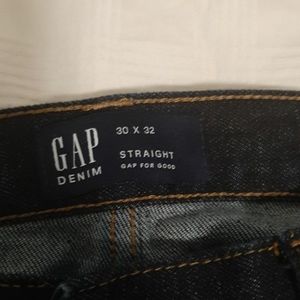 GAP
DENIM
30 X 32
STRAIGHT
GAP FOR GOOD